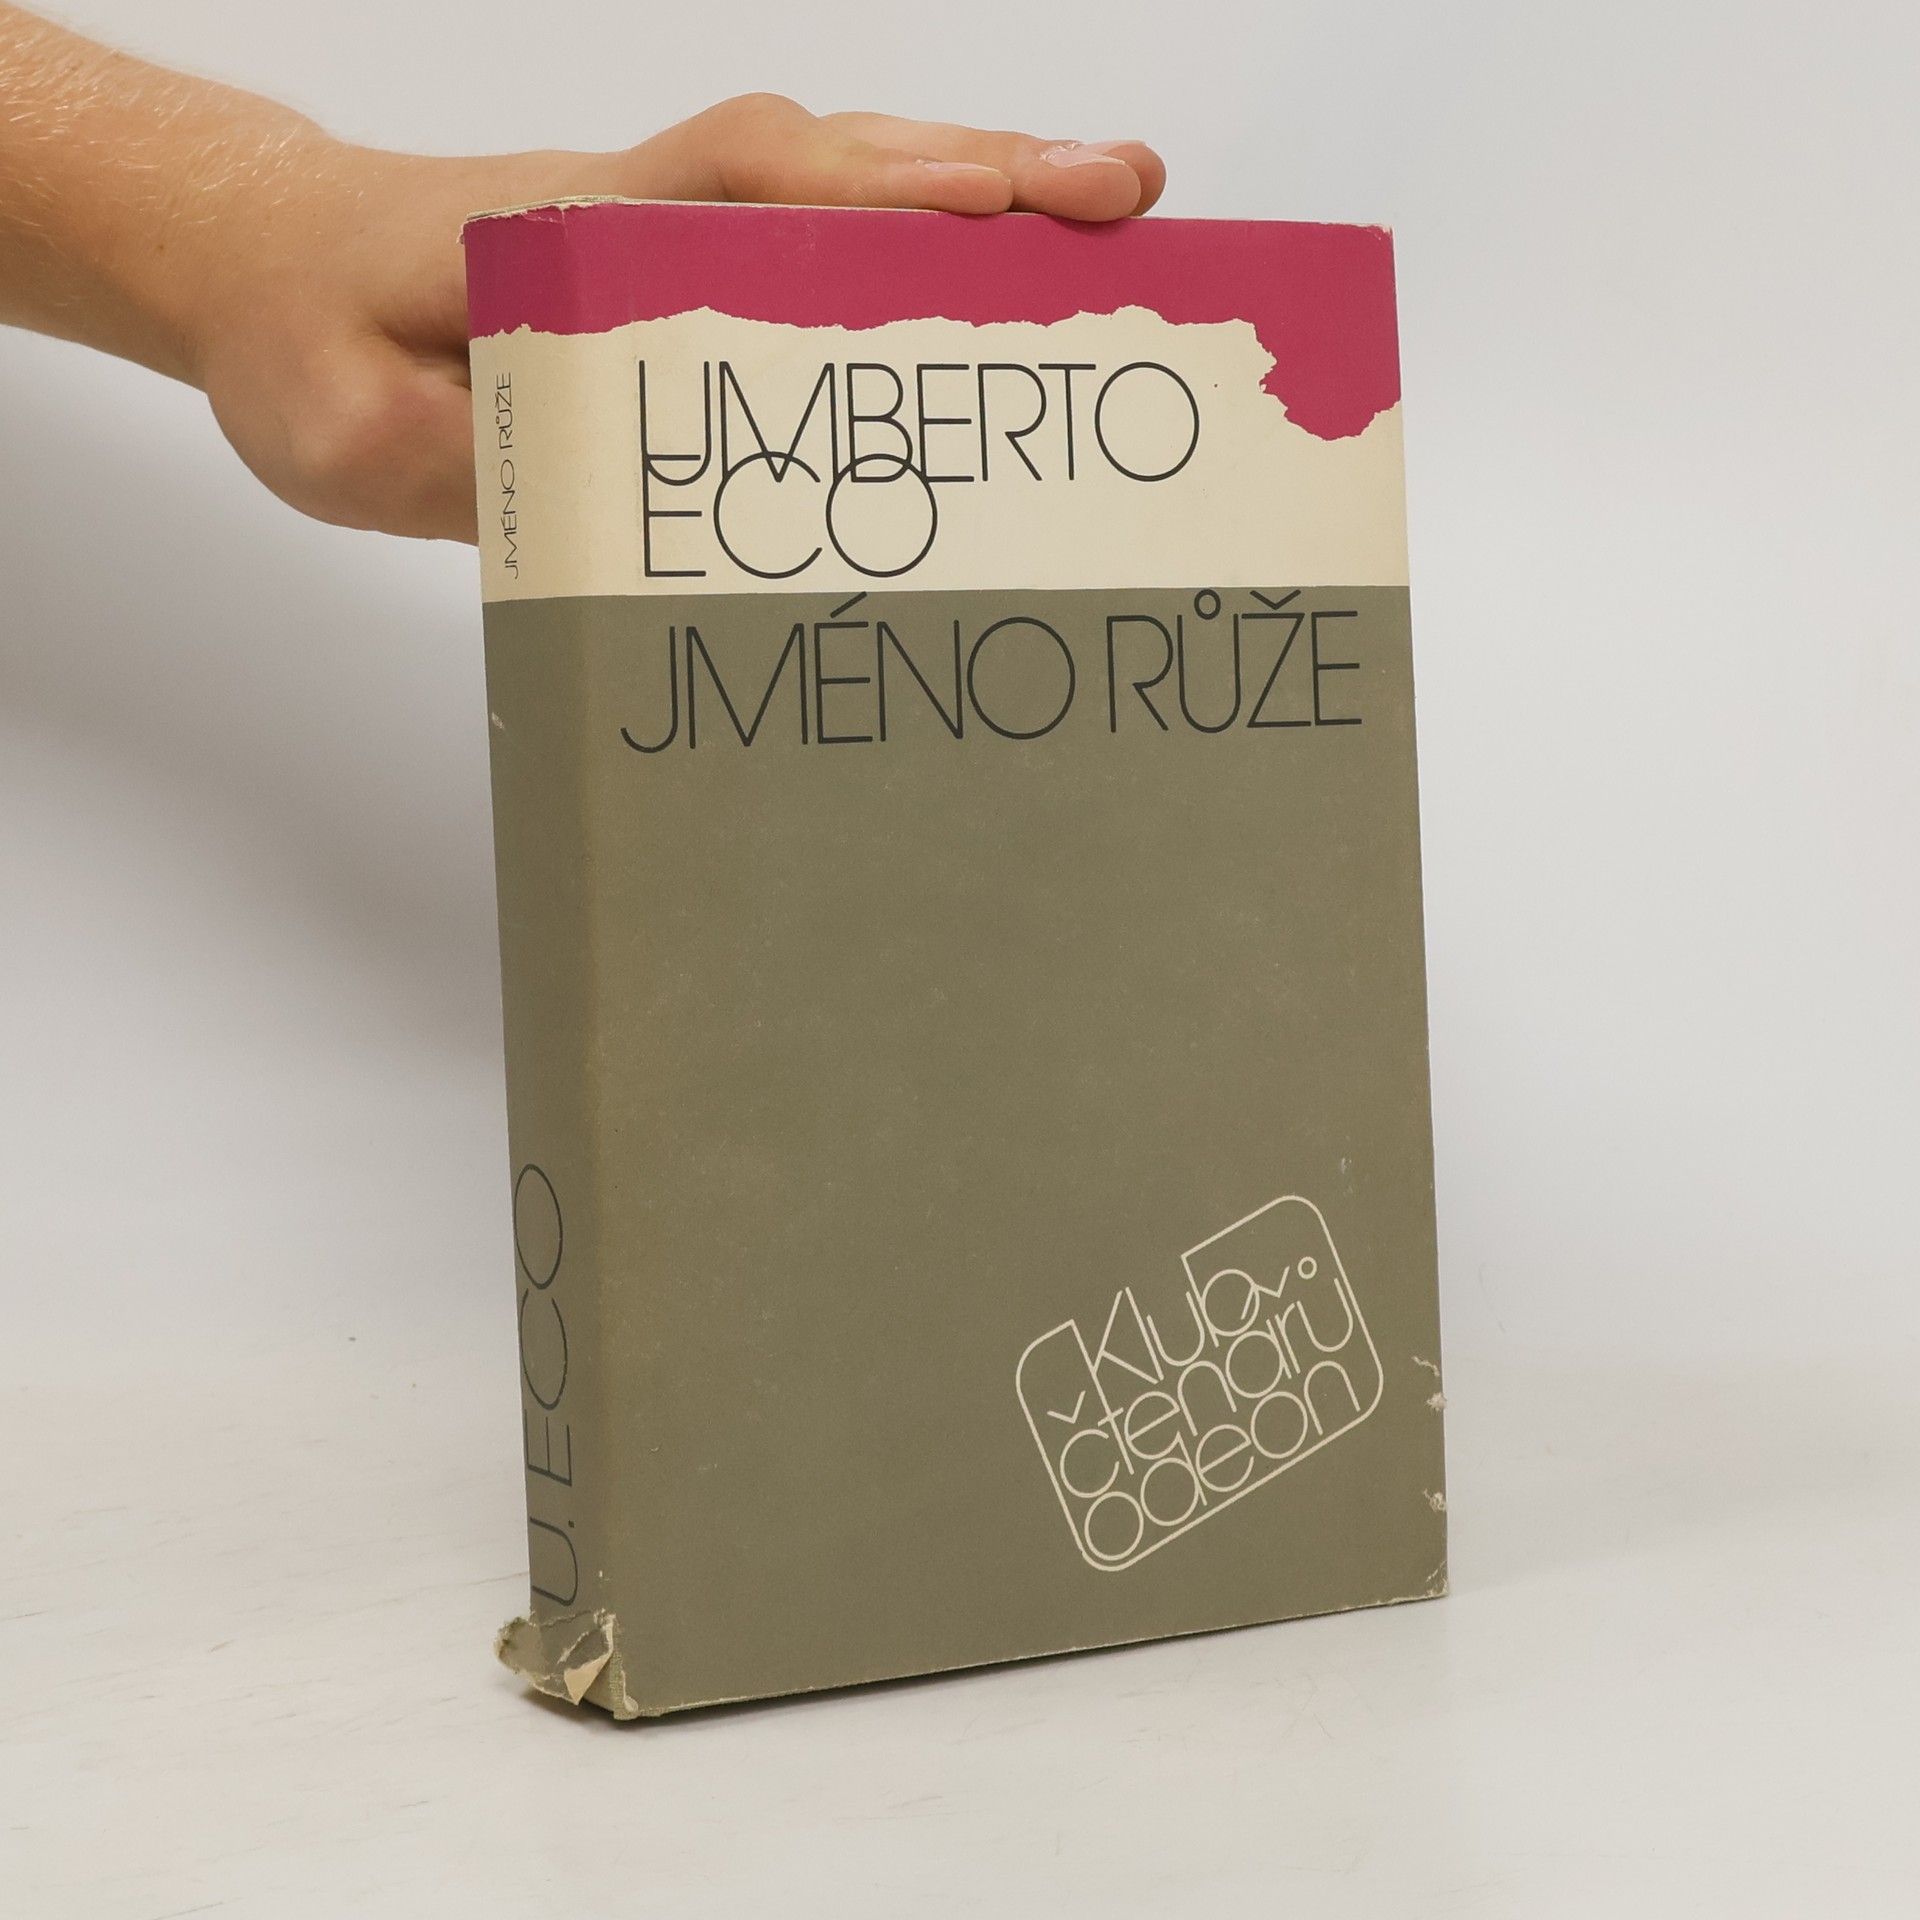 UMBERTO
ECO
JMÉNO RŮŽE
Klub
čtenářů
odeon
JMÉNO RŮŽE
U. ECO